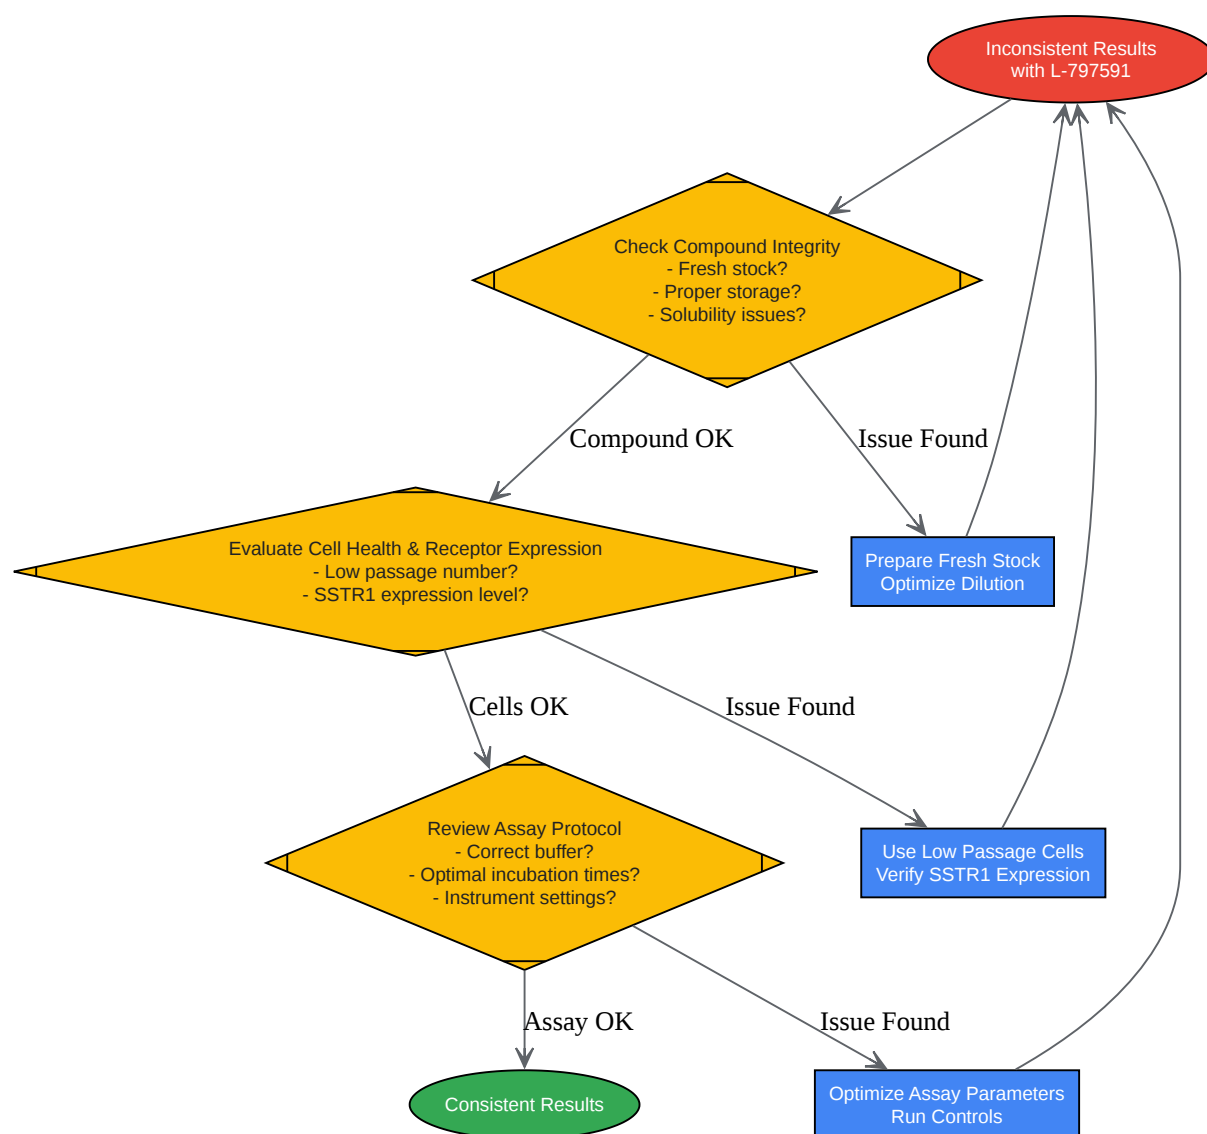 Inconsistent Results
with L-797591
Check Compound Integrity
- Fresh stock?
- Proper storage?
- Solubility issues?
Compound OK
Issue Found
Evaluate Cell Health & Receptor Expression
- Low passage number?
- SSTR1 expression level?
Prepare Fresh Stock
Optimize Dilution
Cells OK
Issue Found
Review Assay Protocol
- Correct buffer?
- Optimal incubation times?
- Instrument settings?
Use Low Passage Cells
Verify SSTR1 Expression
Assay OK
Issue Found
Consistent Results
Optimize Assay Parameters
Run Controls